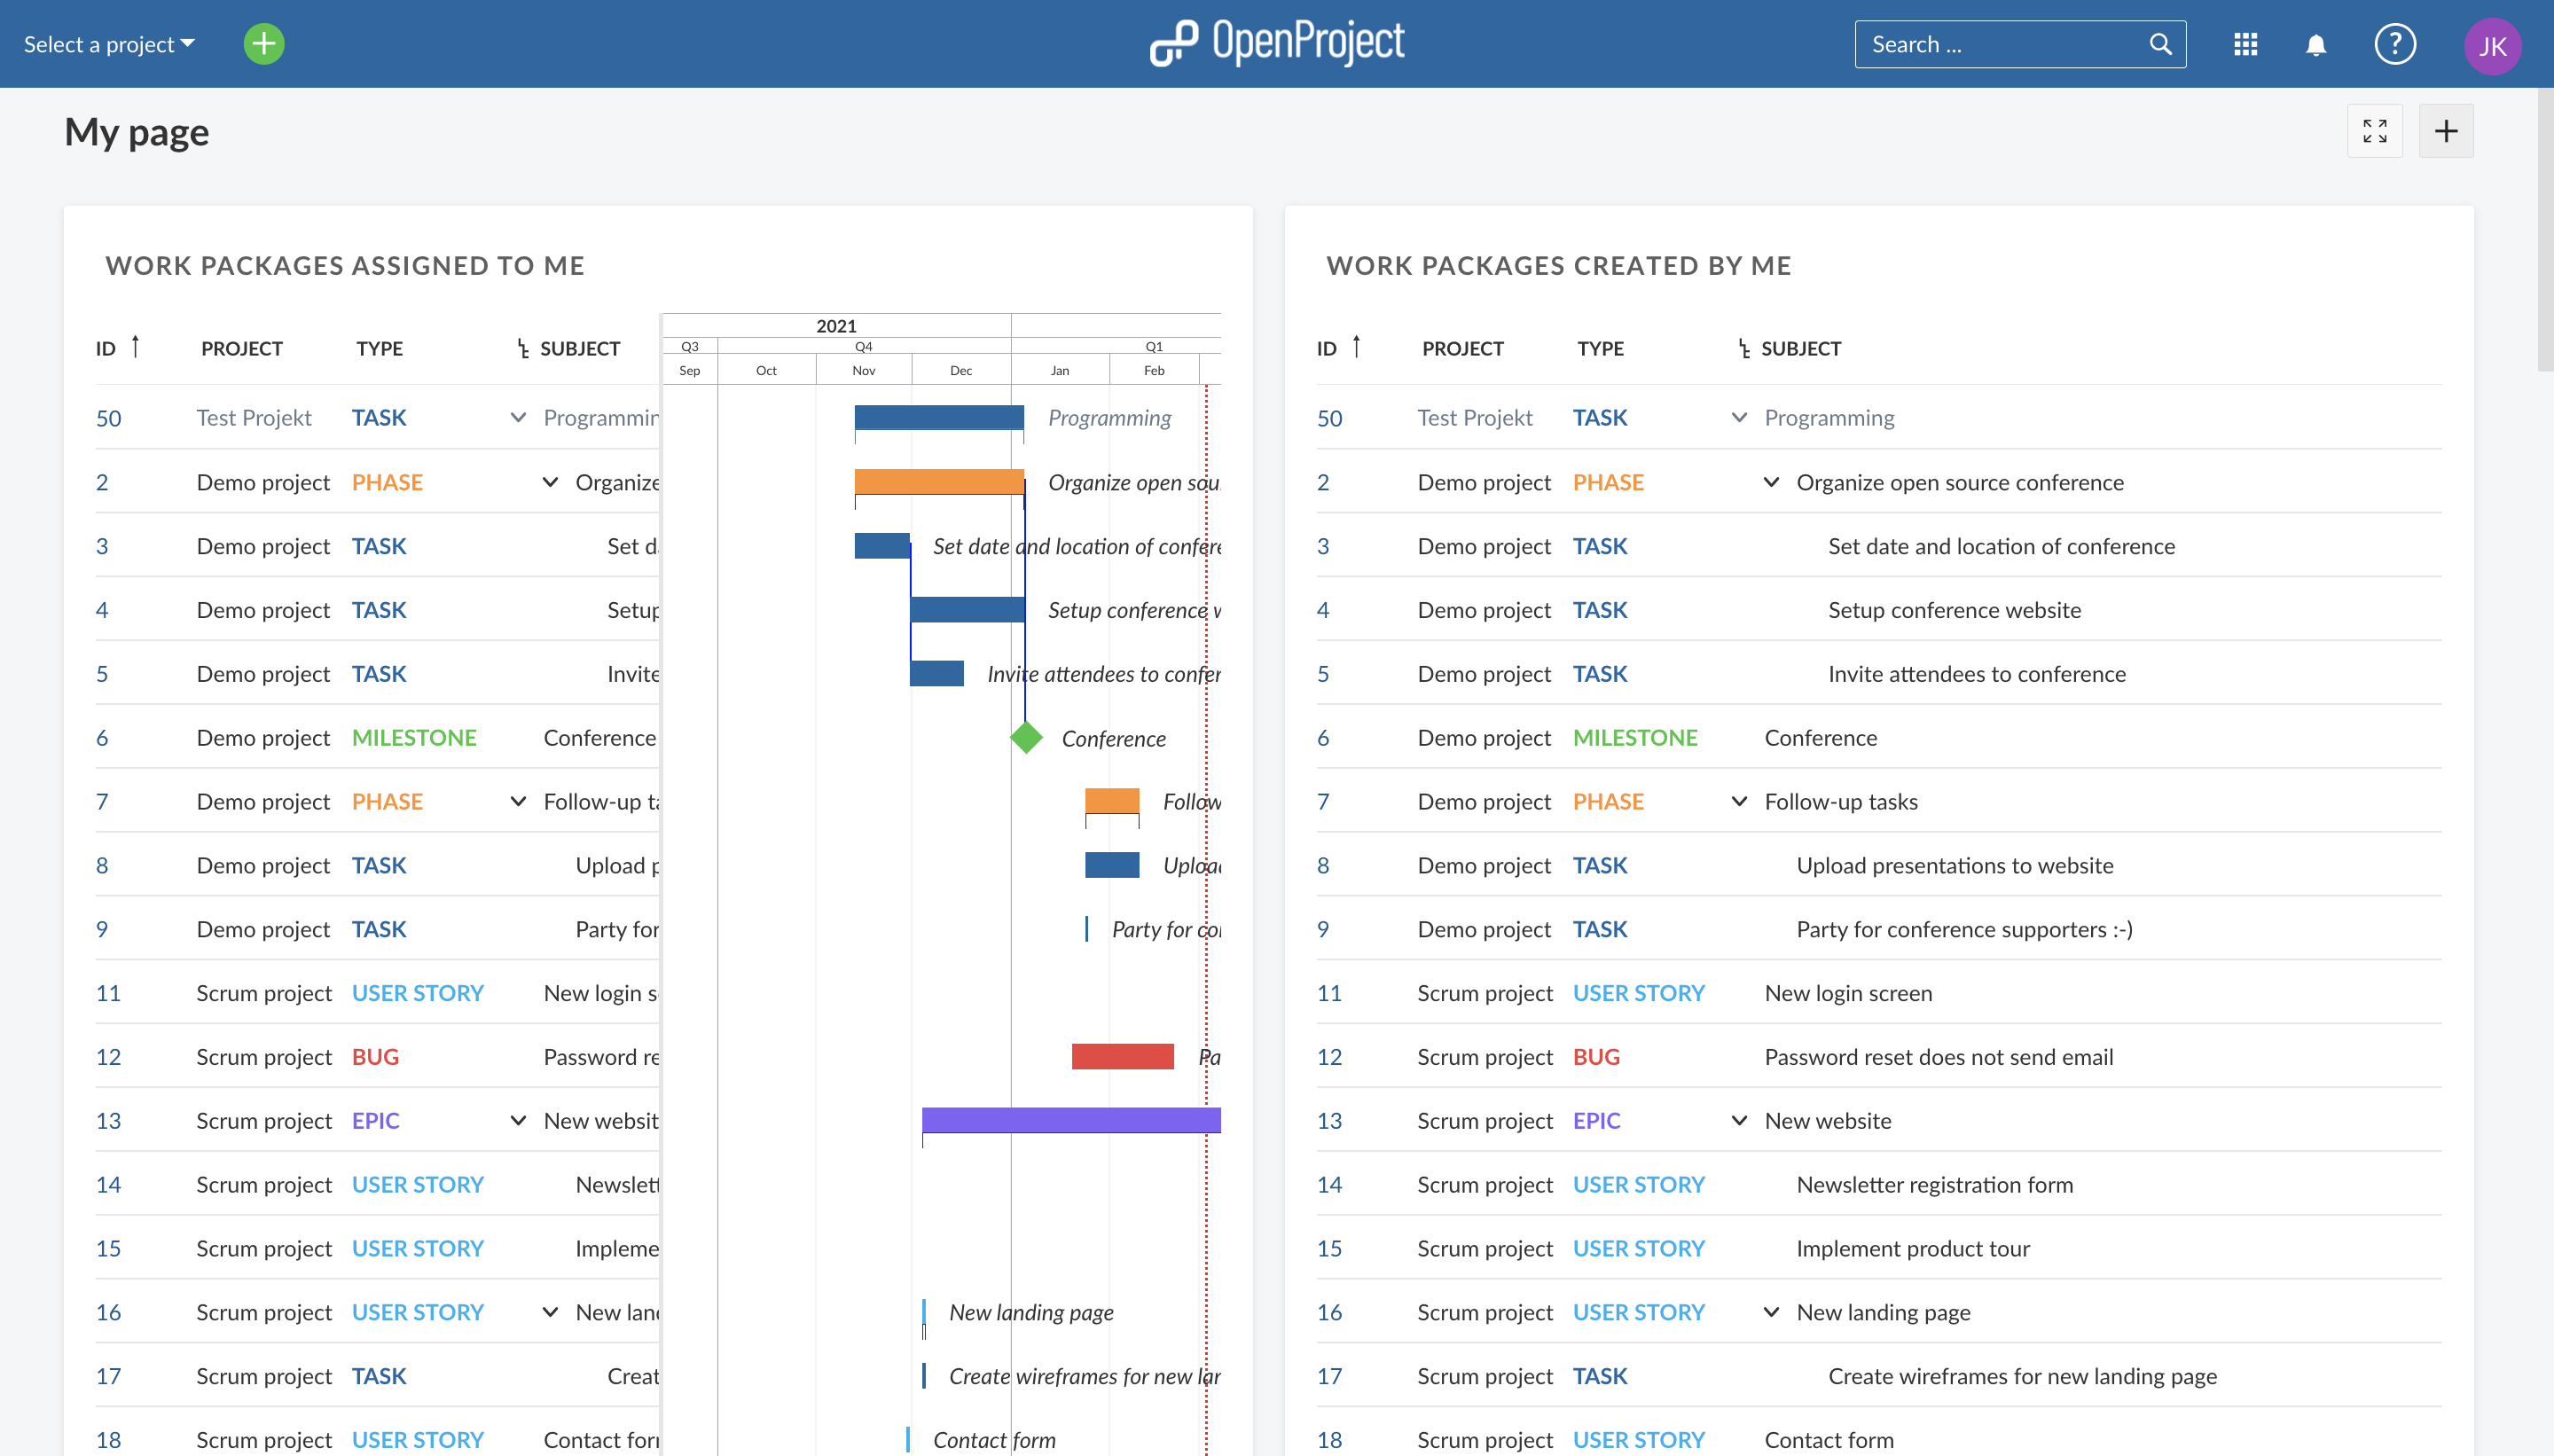 Select a project
OpenProject
Search ...
?
JK
My page
WORK PACKAGES ASSIGNED TO ME
2021
Q3 Q4 Q1
ID PROJECT TYPE SUBJECT
Sep Oct Nov Dec Jan Feb
50 Test Projekt TASK Programmin Programming
2 Demo project PHASE Organize Organize open sou
3 Demo project TASK Set d Set date and location of confere
4 Demo project TASK Setup Setup conference w
5 Demo project TASK Invite Invite attendees to confer
6 Demo project MILESTONE Conference Conference
7 Demo project PHASE Follow-up ta Follow
8 Demo project TASK Upload p Upload
9 Demo project TASK Party for Party for co
11 Scrum project USER STORY New login s
12 Scrum project BUG Password re Pa
13 Scrum project EPIC New websit
14 Scrum project USER STORY Newslett
15 Scrum project USER STORY Impleme
16 Scrum project USER STORY New lan New landing page
17 Scrum project TASK Creat Create wireframes for new lan
18 Scrum project USER STORY Contact for Contact form
WORK PACKAGES CREATED BY ME
ID PROJECT TYPE SUBJECT
50 Test Projekt TASK Programming
2 Demo project PHASE Organize open source conference
3 Demo project TASK Set date and location of conference
4 Demo project TASK Setup conference website
5 Demo project TASK Invite attendees to conference
6 Demo project MILESTONE Conference
7 Demo project PHASE Follow-up tasks
8 Demo project TASK Upload presentations to website
9 Demo project TASK Party for conference supporters :-)
11 Scrum project USER STORY New login screen
12 Scrum project BUG Password reset does not send email
13 Scrum project EPIC New website
14 Scrum project USER STORY Newsletter registration form
15 Scrum project USER STORY Implement product tour
16 Scrum project USER STORY New landing page
17 Scrum project TASK Create wireframes for new landing page
18 Scrum project USER STORY Contact form